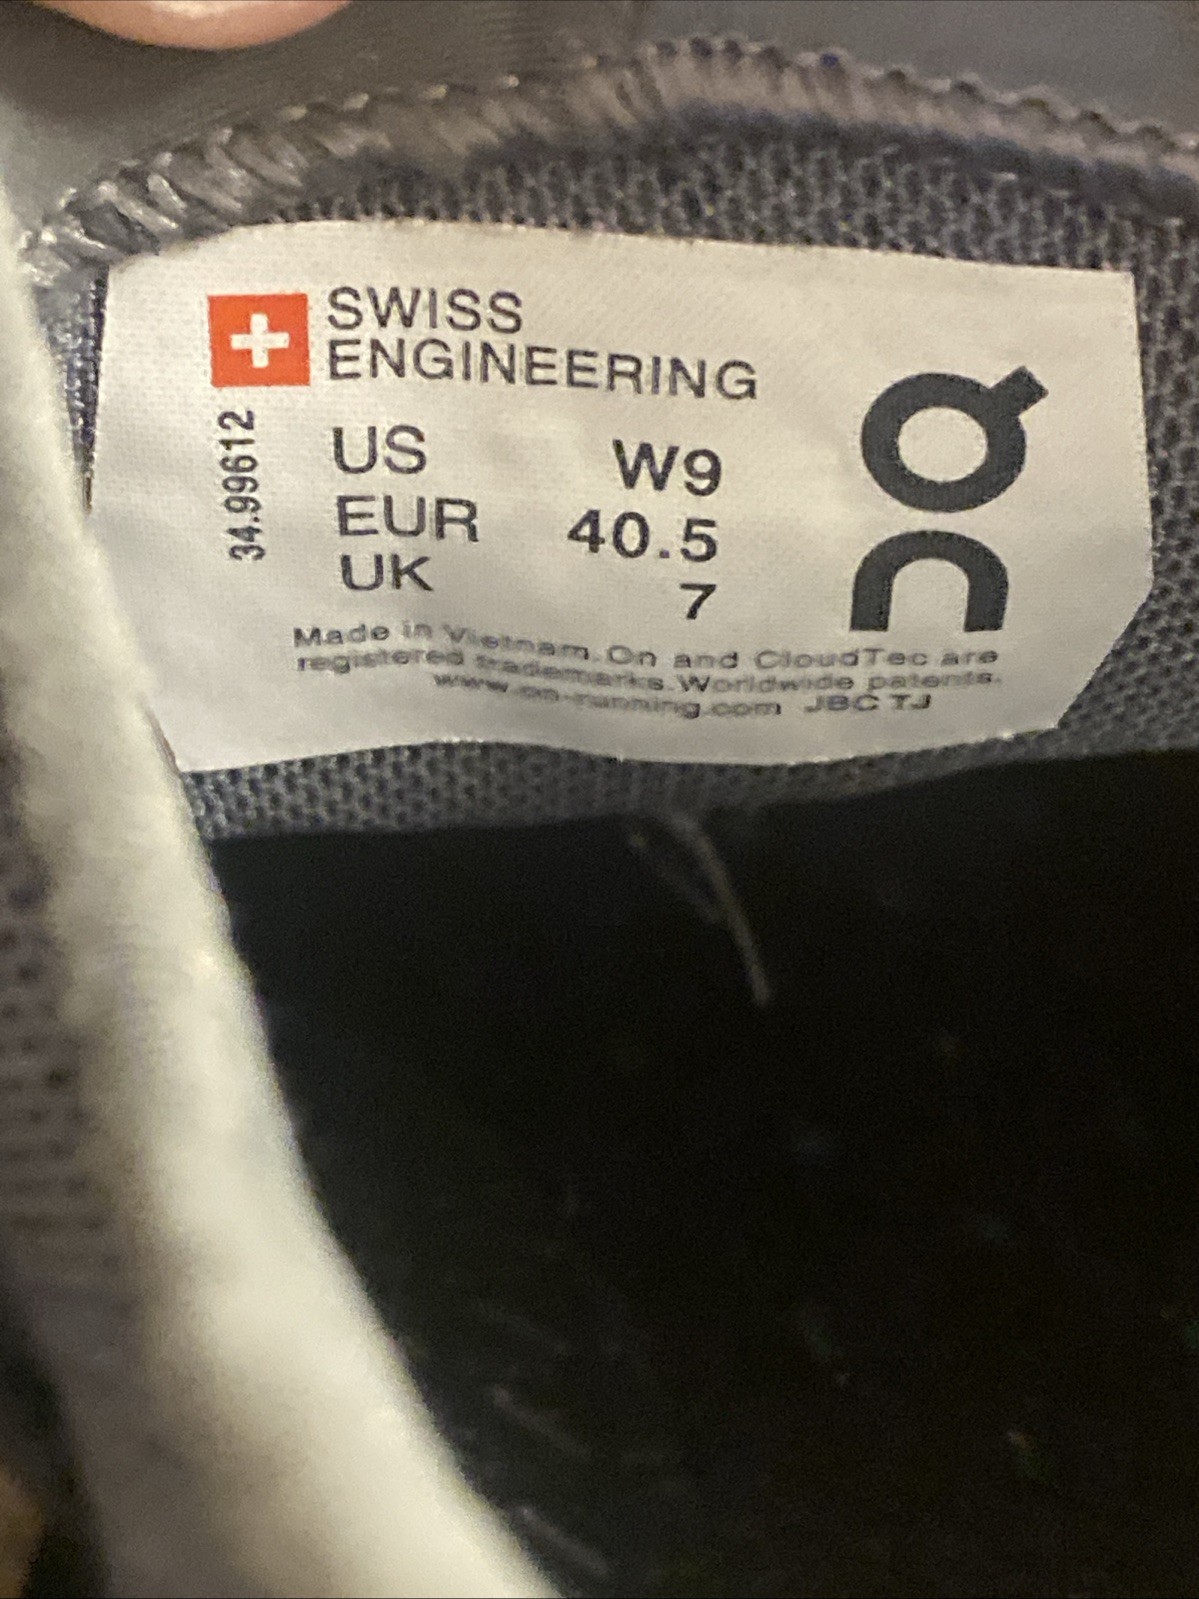 SWISS
ENGINEERING
34.99612
US W9
EUR 40.5
UK 7
Made in Vietnam. On and CloudTec are
registered trademarks. Worldwide patents.
www.on-running.com JBC TJ
On